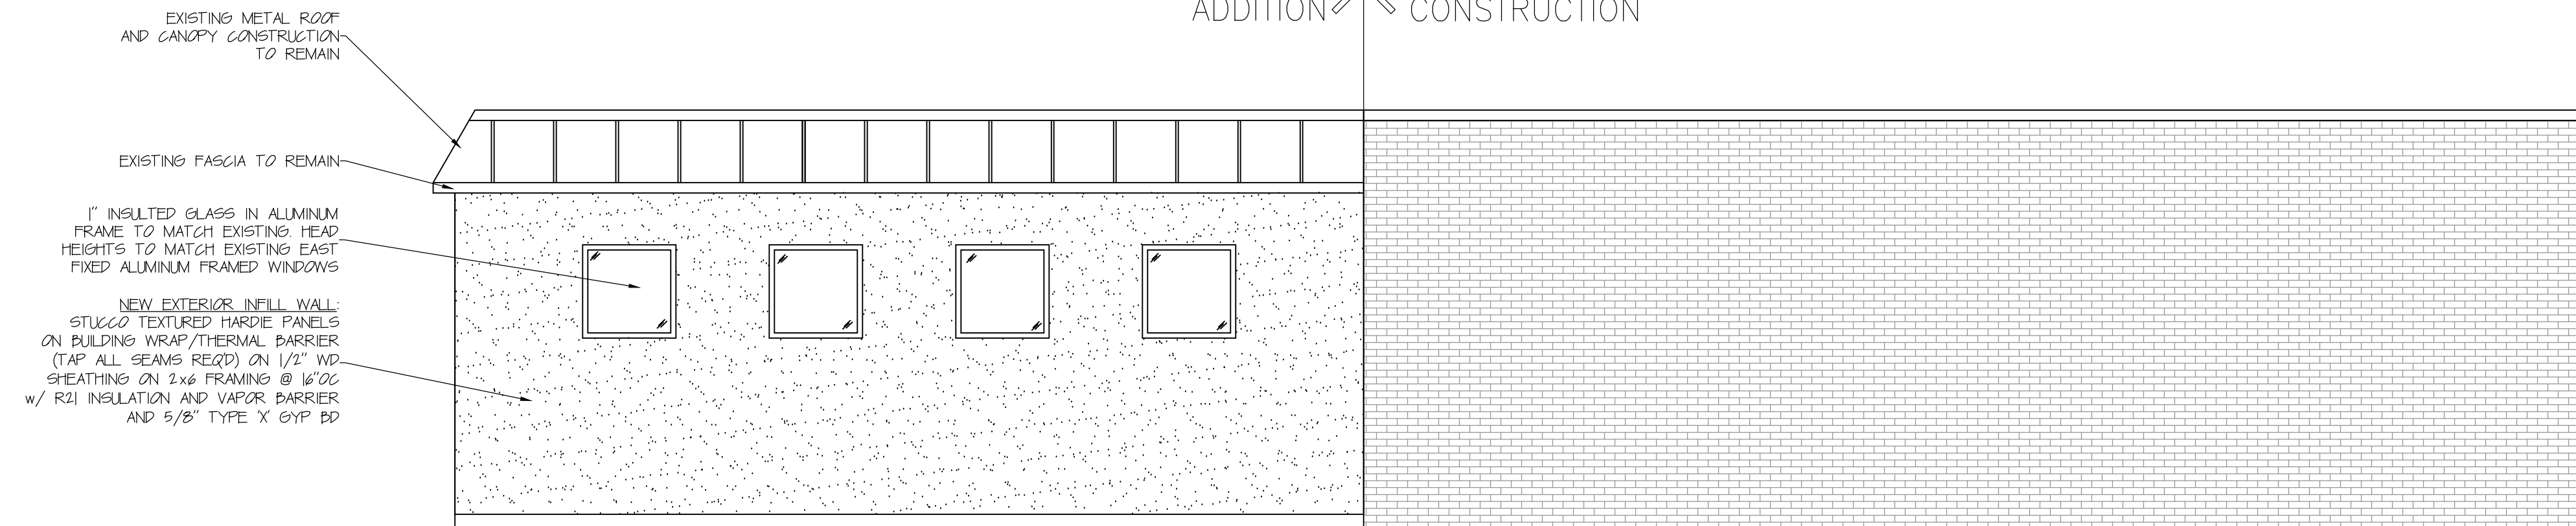 ADDITION CONSTRUCTION
EXISTING METAL ROOF
AND CANOPY CONSTRUCTION
TO REMAIN
EXISTING FASCIA TO REMAIN
1" INSULTED GLASS IN ALUMINUM
FRAME TO MATCH EXISTING. HEAD
HEIGHTS TO MATCH EXISTING EAST
FIXED ALUMINUM FRAMED WINDOWS
NEW EXTERIOR INFILL WALL:
STUCCO TEXTURED HARDIE PANELS
ON BUILDING WRAP/THERMAL BARRIER
(TAP ALL SEAMS REQ'D) ON 1/2" WD
SHEATHING ON 2x6 FRAMING @ 16"OC
w/ R21 INSULATION AND VAPOR BARRIER
AND 5/8" TYPE 'X' GYP BD